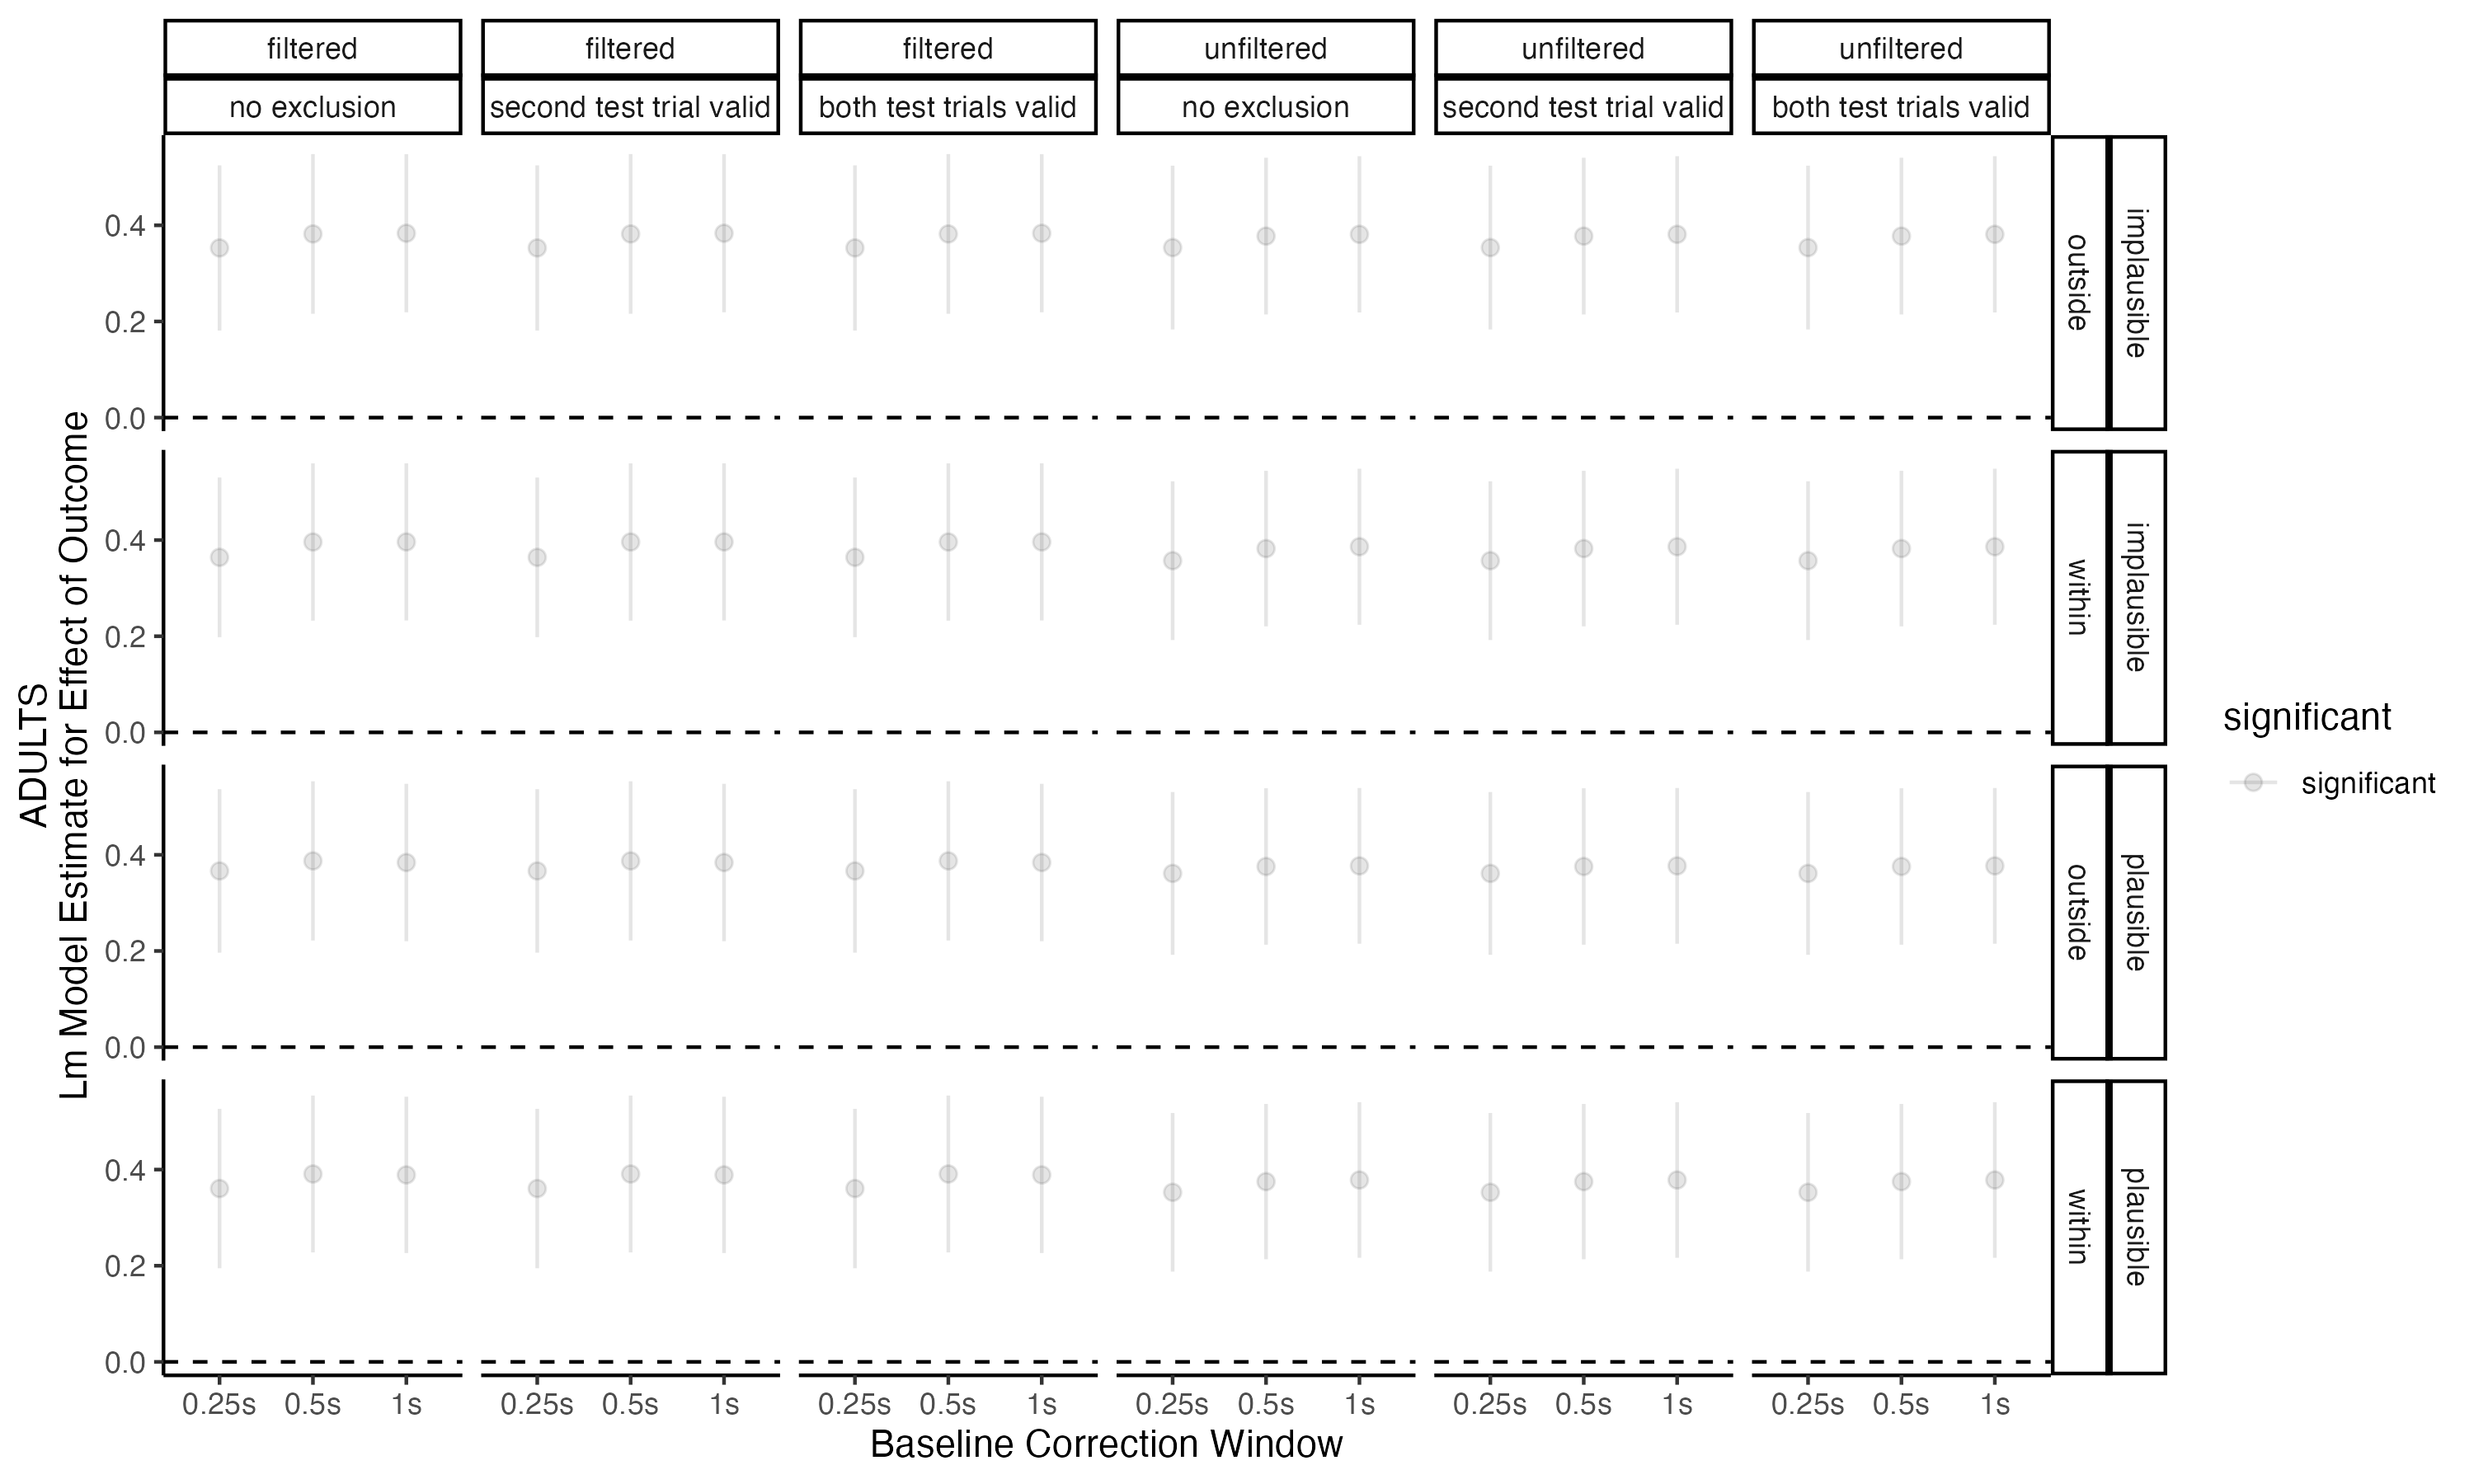 filtered filtered filtered unfiltered unfiltered unfiltered
no exclusion second test trial valid both test trials valid no exclusion second test trial valid both test trials valid
0.4
0.2
0.0
outside
implausible
0.4
0.2
0.0
within
implausible
0.4
0.2
0.0
outside
plausible
0.4
0.2
0.0
within
plausible
ADULTS
Lm Model Estimate for Effect of Outcome
0.25s 0.5s 1s 0.25s 0.5s 1s 0.25s 0.5s 1s 0.25s 0.5s 1s 0.25s 0.5s 1s 0.25s 0.5s 1s
Baseline Correction Window
significant
significant